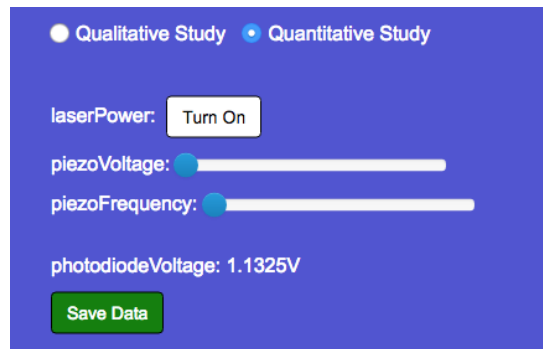 Qualitative Study Quantitative Study
laserPower: Turn On
piezoVoltage:
piezoFrequency:
photodiodeVoltage: 1.1325V
Save Data